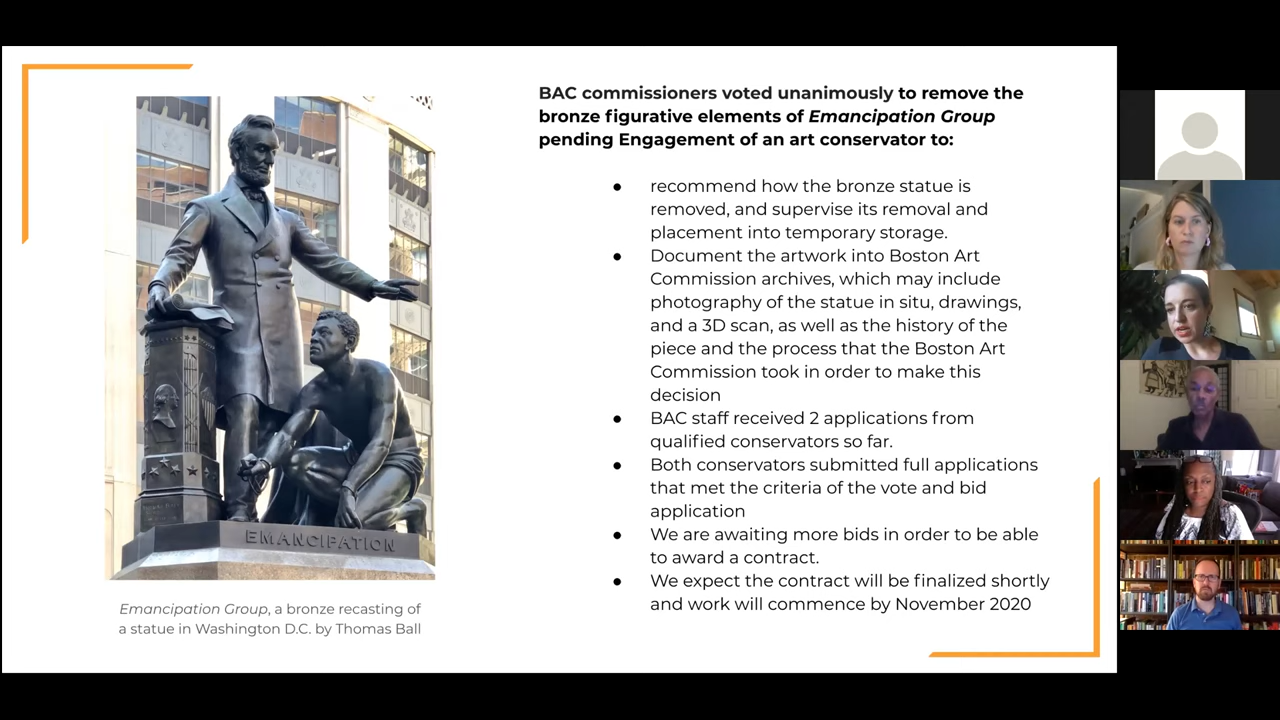 BAC commissioners voted unanimously to remove the
bronze figurative elements of Emancipation Group
pending Engagement of an art conservator to:
● recommend how the bronze statue is
removed, and supervise its removal and
placement into temporary storage.
● Document the artwork into Boston Art
Commission archives, which may include
photography of the statue in situ, drawings,
and a 3D scan, as well as the history of the
piece and the process that the Boston Art
Commission took in order to make this
decision
● BAC staff received 2 applications from
qualified conservators so far.
● Both conservators submitted full applications
that met the criteria of the vote and bid
application
● We are awaiting more bids in order to be able
to award a contract.
● We expect the contract will be finalized shortly
and work will commence by November 2020
EMANCIPATION
Emancipation Group, a bronze recasting of
a statue in Washington D.C. by Thomas Ball